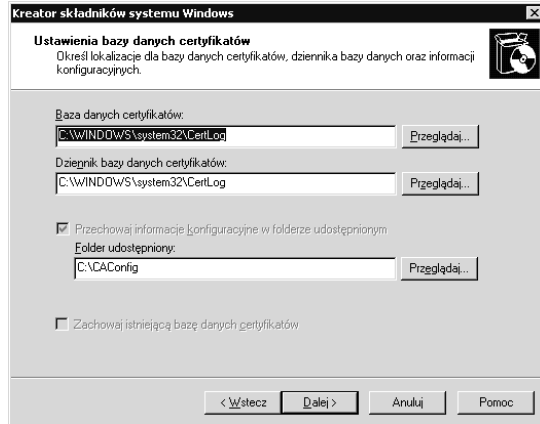 Kreator składników systemu Windows
Ustawienia bazy danych certyfikatów
Określ lokalizacje dla bazy danych certyfikatów, dziennika bazy danych oraz informacji
konfiguracyjnych.
Baza danych certyfikatów:
C:\WINDOWS\system32\CertLog
Przeglądaj...
Dziennik bazy danych certyfikatów:
C:\WINDOWS\system32\CertLog
Przeglądaj...
Przechowaj informacje konfiguracyjne w folderze udostępnionym
Folder udostępniony:
C:\CAConfig
Przeglądaj...
Zachowaj istniejącą bazę danych certyfikatów
< Wstecz
Dalej >
Anuluj
Pomoc